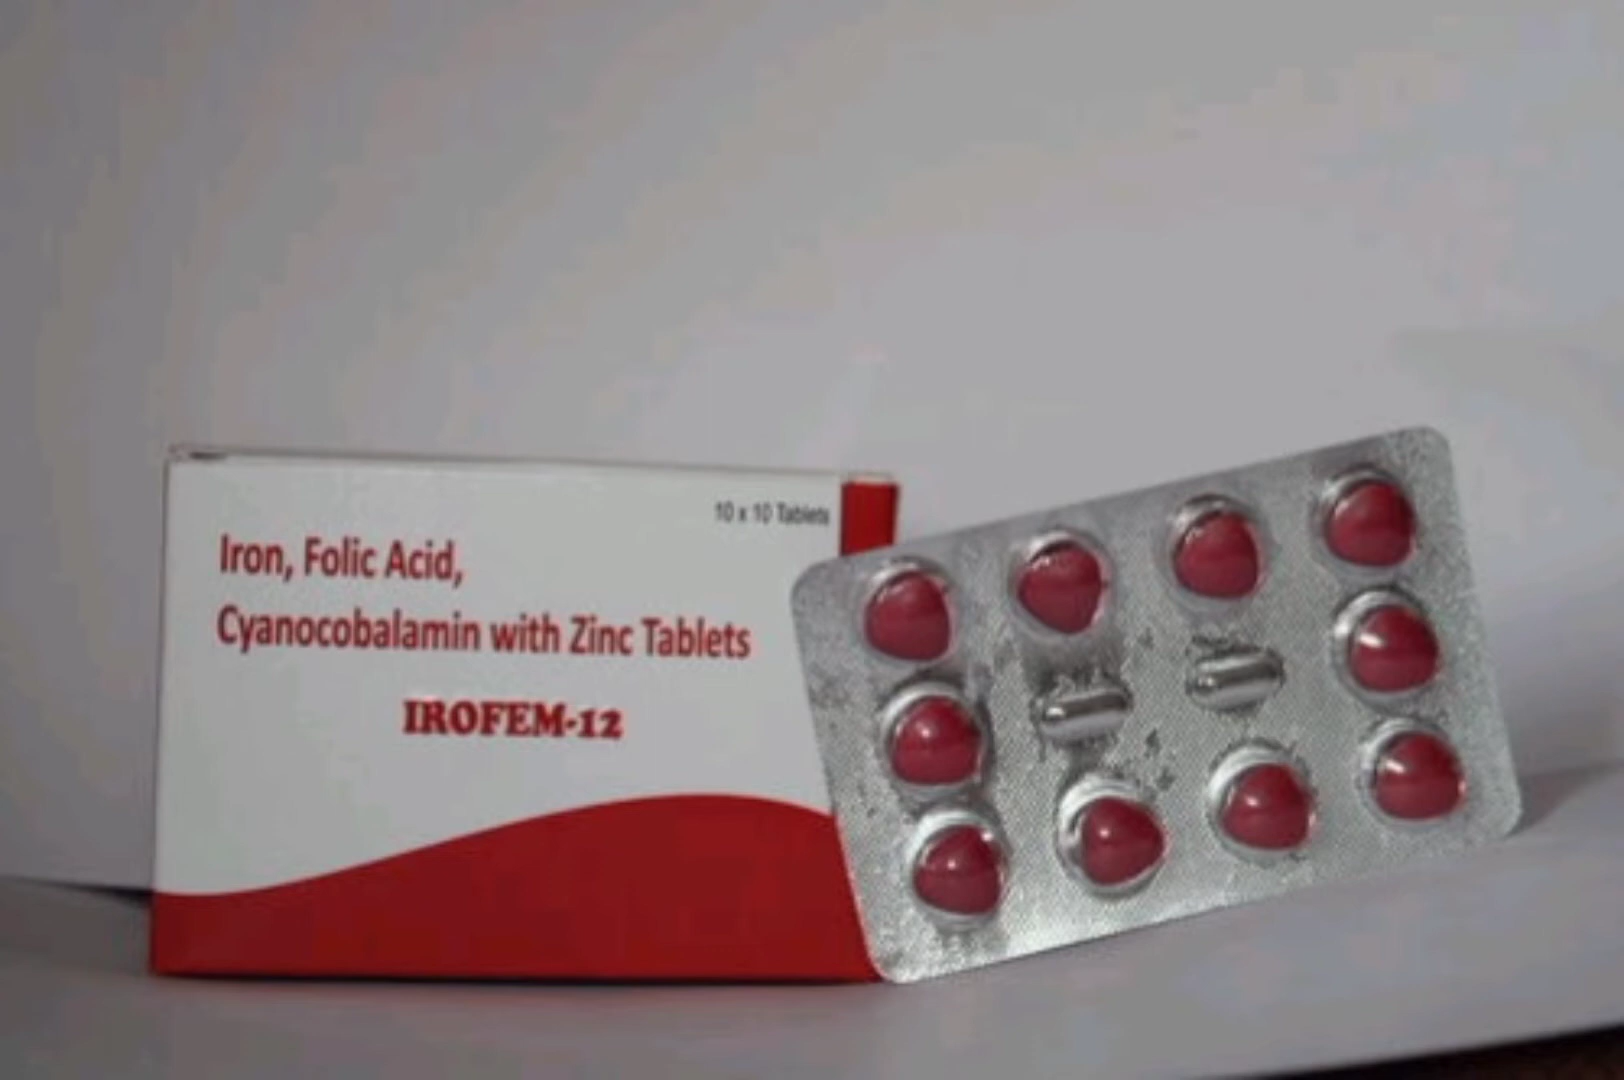 10 x 10 Tablets
Iron, Folic Acid,
Cyanocobalamin with Zinc Tablets
IROFEM-12